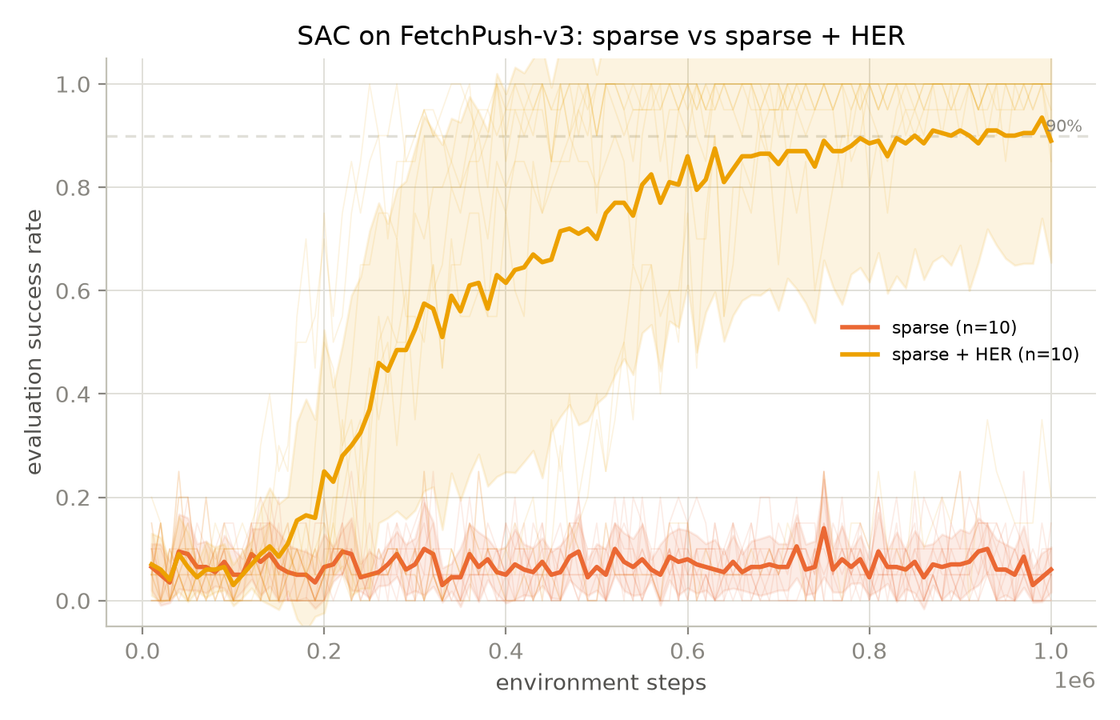 SAC on FetchPush-v3: sparse vs sparse + HER
evaluation success rate
1.0
0.8
0.6
0.4
0.2
0.0
90%
sparse (n=10)
sparse + HER (n=10)
0.0 0.2 0.4 0.6 0.8 1.0
1e6
environment steps